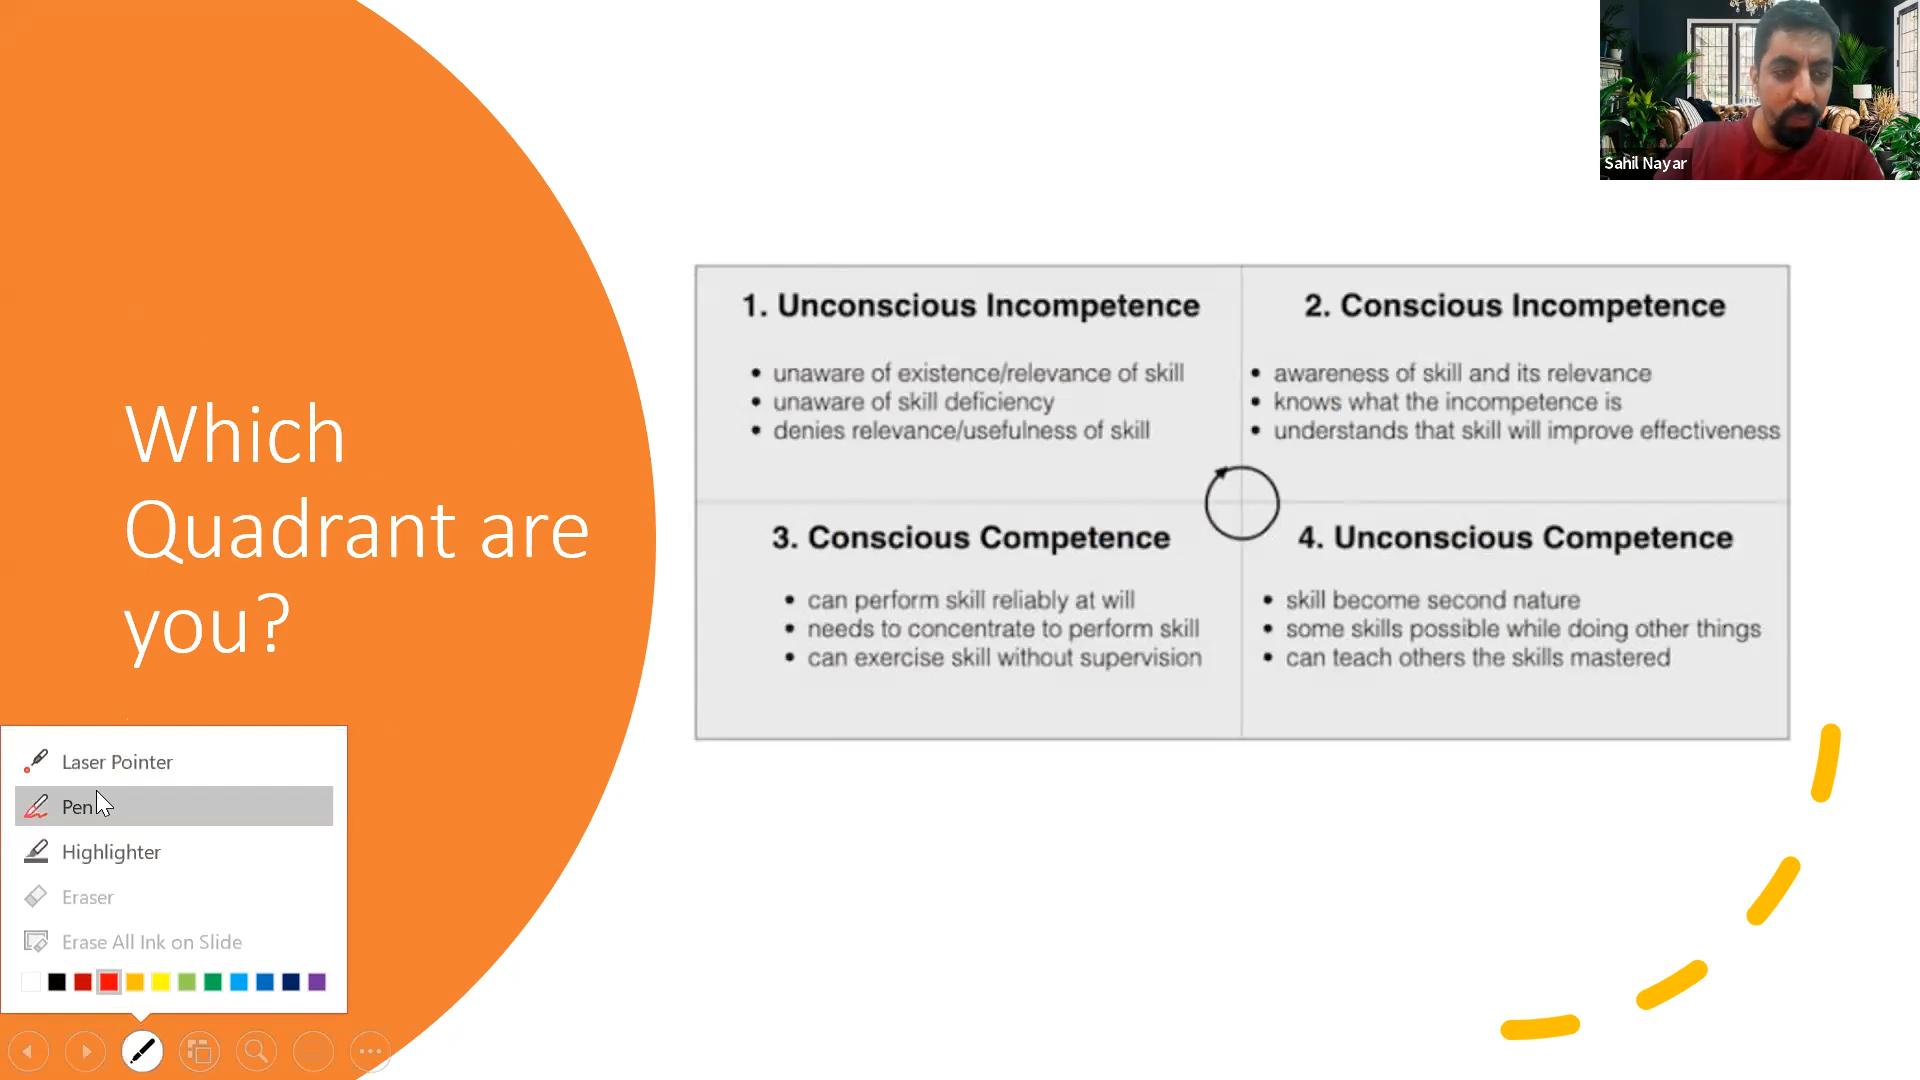 Sahil Nayar
Which
Quadrant are
you?
1. Unconscious Incompetence
• unaware of existence/relevance of skill
• unaware of skill deficiency
• denies relevance/usefulness of skill
2. Conscious Incompetence
• awareness of skill and its relevance
• knows what the incompetence is
• understands that skill will improve effectiveness
3. Conscious Competence
• can perform skill reliably at will
• needs to concentrate to perform skill
• can exercise skill without supervision
4. Unconscious Competence
• skill become second nature
• some skills possible while doing other things
• can teach others the skills mastered
Laser Pointer
Pen
Highlighter
Eraser
Erase All Ink on Slide